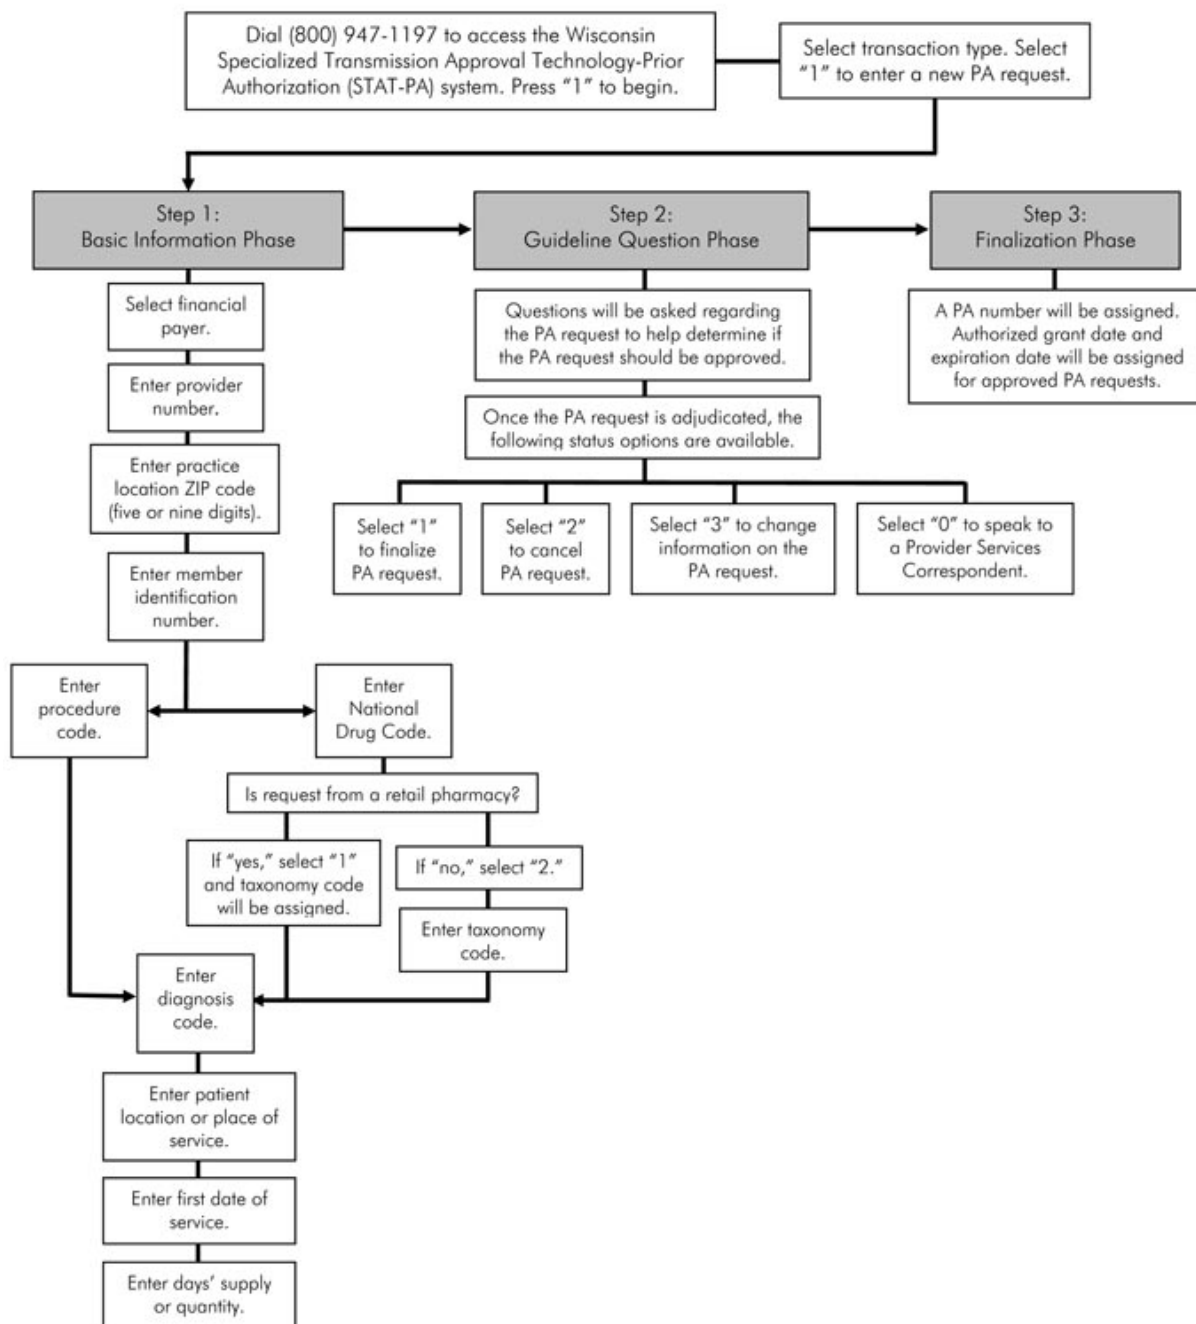 Dial (800) 947-1197 to access the Wisconsin
Specialized Transmission Approval Technology-Prior
Authorization (STAT-PA) system. Press “1” to begin.
Select transaction type. Select
“1” to enter a new PA request.
Step 1:
Basic Information Phase
Step 2:
Guideline Question Phase
Step 3:
Finalization Phase
Select financial
payer.
Enter provider
number.
Enter practice
location ZIP code
(five or nine digits).
Enter member
identification
number.
Questions will be asked regarding
the PA request to help determine if
the PA request should be approved.
Once the PA request is adjudicated, the
following status options are available.
Select “1”
to finalize
PA request.
Select “2”
to cancel
PA request.
Select “3” to change
information on the
PA request.
Select “0” to speak to
a Provider Services
Correspondent.
A PA number will be assigned.
Authorized grant date and
expiration date will be assigned
for approved PA requests.
Enter
procedure
code.
Enter
National
Drug Code.
Is request from a retail pharmacy?
If “yes,” select “1”
and taxonomy code
will be assigned.
If “no,” select “2.”
Enter taxonomy
code.
Enter
diagnosis
code.
Enter patient
location or place of
service.
Enter first date of
service.
Enter days’ supply
or quantity.